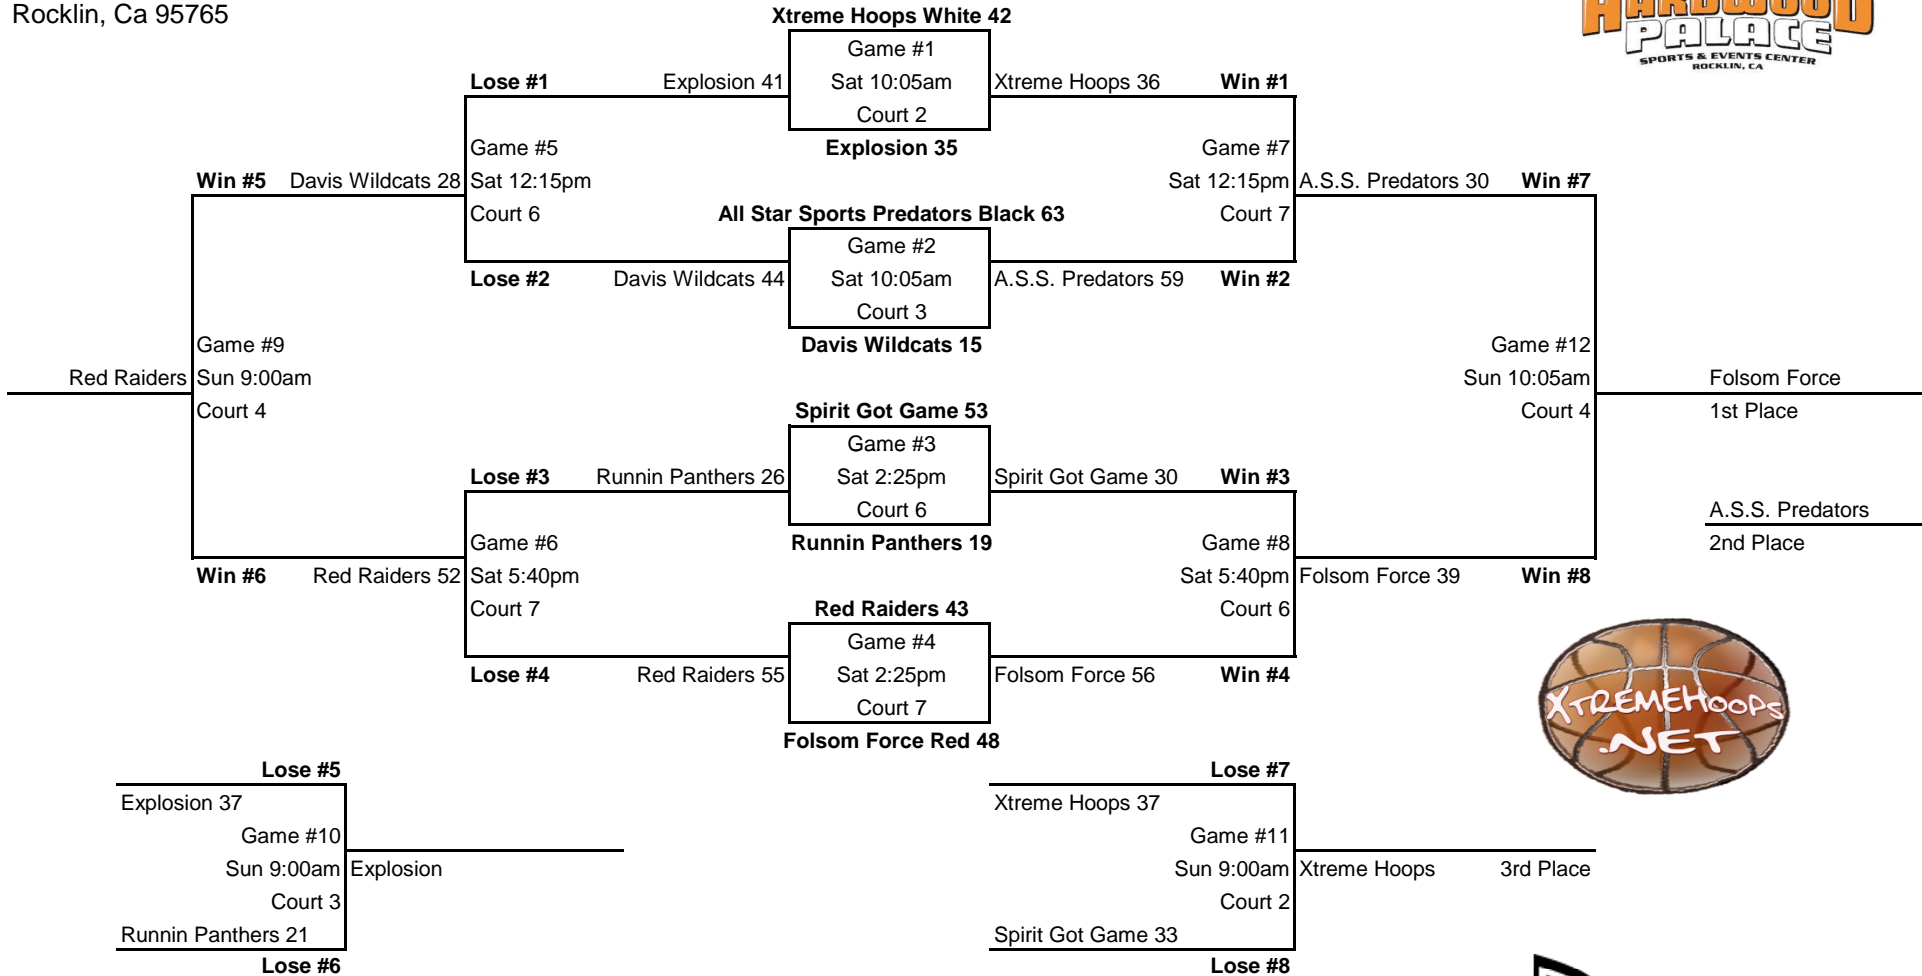 Rocklin, Ca 95765
HARDWOOD
PALACE
SPORTS & EVENTS CENTER
ROCKLIN, CA
Xtreme Hoops White 42
Game #1
Lose #1 Explosion 41 Sat 10:05am Xtreme Hoops 36 Win #1
Court 2
Game #5 Explosion 35 Game #7
Win #5 Davis Wildcats 28 Sat 12:15pm Sat 12:15pm A.S.S. Predators 30 Win #7
Court 6 All Star Sports Predators Black 63 Court 7
Game #2
Lose #2 Davis Wildcats 44 Sat 10:05am A.S.S. Predators 59 Win #2
Court 3
Game #9 Davis Wildcats 15 Game #12
Red Raiders Sun 9:00am Sun 10:05am Folsom Force
Court 4 Spirit Got Game 53 Court 4 1st Place
Game #3
Lose #3 Runnin Panthers 26 Sat 2:25pm Spirit Got Game 30 Win #3
Court 6 A.S.S. Predators
Game #6 Runnin Panthers 19 Game #8 2nd Place
Win #6 Red Raiders 52 Sat 5:40pm Sat 5:40pm Folsom Force 39 Win #8
Court 7 Red Raiders 43 Court 6
Game #4
Lose #4 Red Raiders 55 Sat 2:25pm Folsom Force 56 Win #4
Court 7
Folsom Force Red 48
XTREMEHOOPS
.NET
Lose #5 Lose #7
Explosion 37 Xtreme Hoops 37
Game #10 Game #11
Sun 9:00am Explosion Sun 9:00am Xtreme Hoops 3rd Place
Court 3 Court 2
Runnin Panthers 21 Spirit Got Game 33
Lose #6 Lose #8